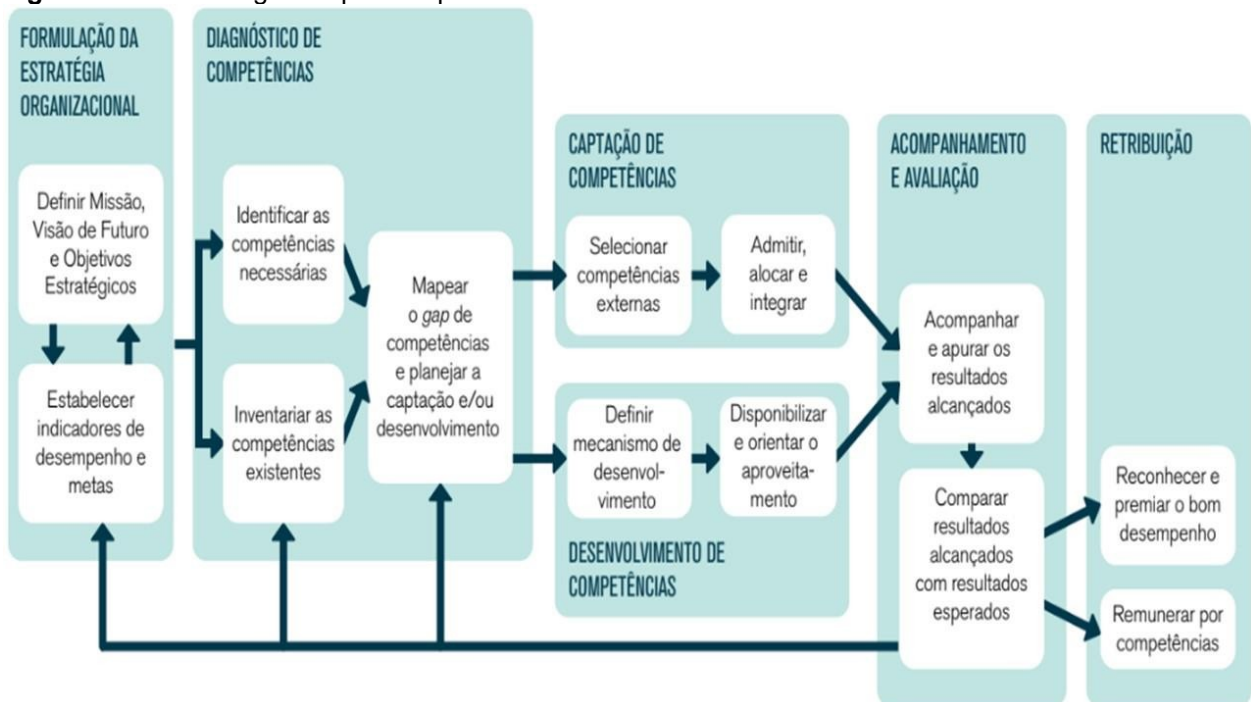 FORMULAÇÃO DA
ESTRATÉGIA
ORGANIZACIONAL
Definir Missão,
Visão de Futuro
e Objetivos
Estratégicos
Estabelecer
indicadores de
desempenho e
metas
DIAGNÓSTICO DE
COMPETÊNCIAS
Identificar as
competências
necessárias
Inventariar as
competências
existentes
Mapear
o gap de
competências
e planejar a
captação e/ou
desenvolvimento
CAPTAÇÃO DE
COMPETÊNCIAS
Selecionar
competências
externas
Admitir,
alocar e
integrar
Definir
mecanismo de
desenvol-
vimento
Disponibilizar
e orientar o
aproveita-
mento
DESENVOLVIMENTO DE
COMPETÊNCIAS
ACOMPANHAMENTO
E AVALIAÇÃO
Acompanhar
e apurar os
resultados
alcançados
Comparar
resultados
alcançados
com resultados
esperados
RETRIBUIÇÃO
Reconhecer e
premiar o bom
desempenho
Remunerar por
competências